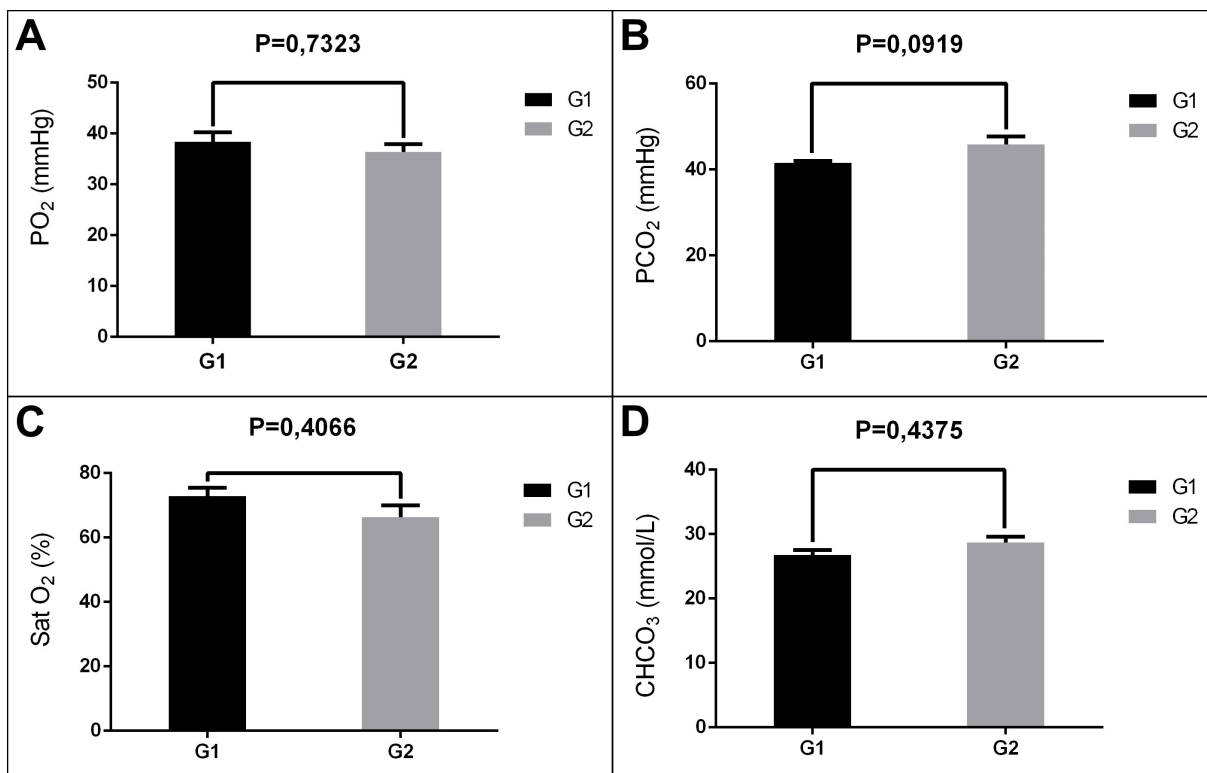 A
P=0,7323
PO₂ (mmHg)
50
40
30
20
10
0
G1
G2
G1
G2
B
P=0,0919
PCO₂ (mmHg)
60
40
20
0
G1
G2
G1
G2
C
P=0,4066
Sat O₂ (%)
80
60
40
20
0
G1
G2
G1
G2
D
P=0,4375
CHCO₃ (mmol/L)
40
30
20
10
0
G1
G2
G1
G2